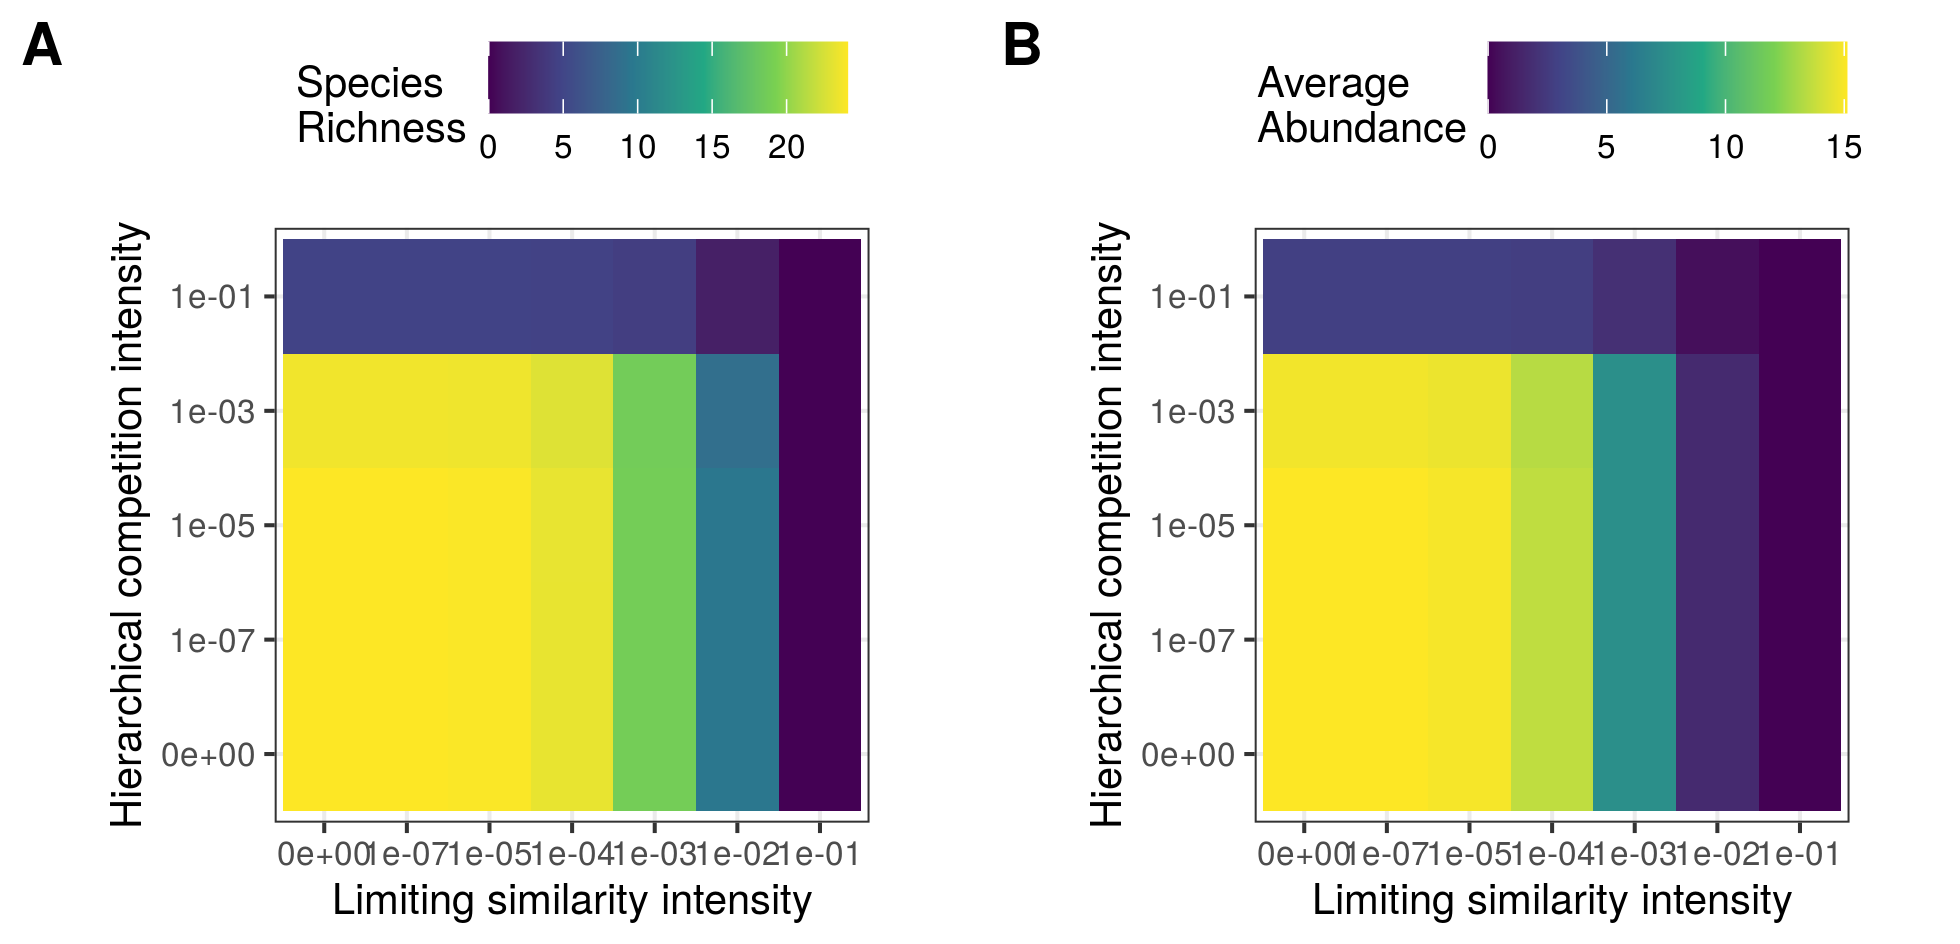 A
Species
Richness
0 5 10 15 20
Hierarchical competition intensity
1e-01
1e-03
1e-05
1e-07
0e+00
0e+00 1e-07 1e-05 1e-04 1e-03 1e-02 1e-01
Limiting similarity intensity
B
Average
Abundance
0 5 10 15
Hierarchical competition intensity
1e-01
1e-03
1e-05
1e-07
0e+00
0e+00 1e-07 1e-05 1e-04 1e-03 1e-02 1e-01
Limiting similarity intensity